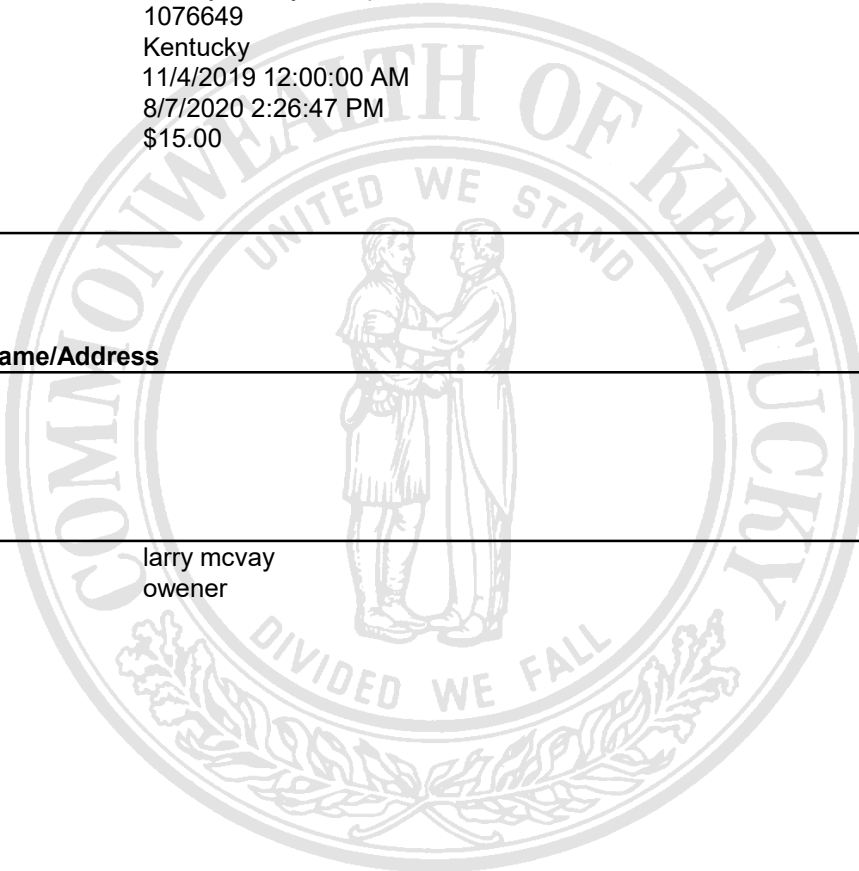 1076649
Kentucky
11/4/2019 12:00:00 AM
8/7/2020 2:26:47 PM
$15.00
COMMONWEALTH OF KENTUCKY
UNITED WE STAND
ame/Address
larry mcvay
owener
DIVIDED WE FALL